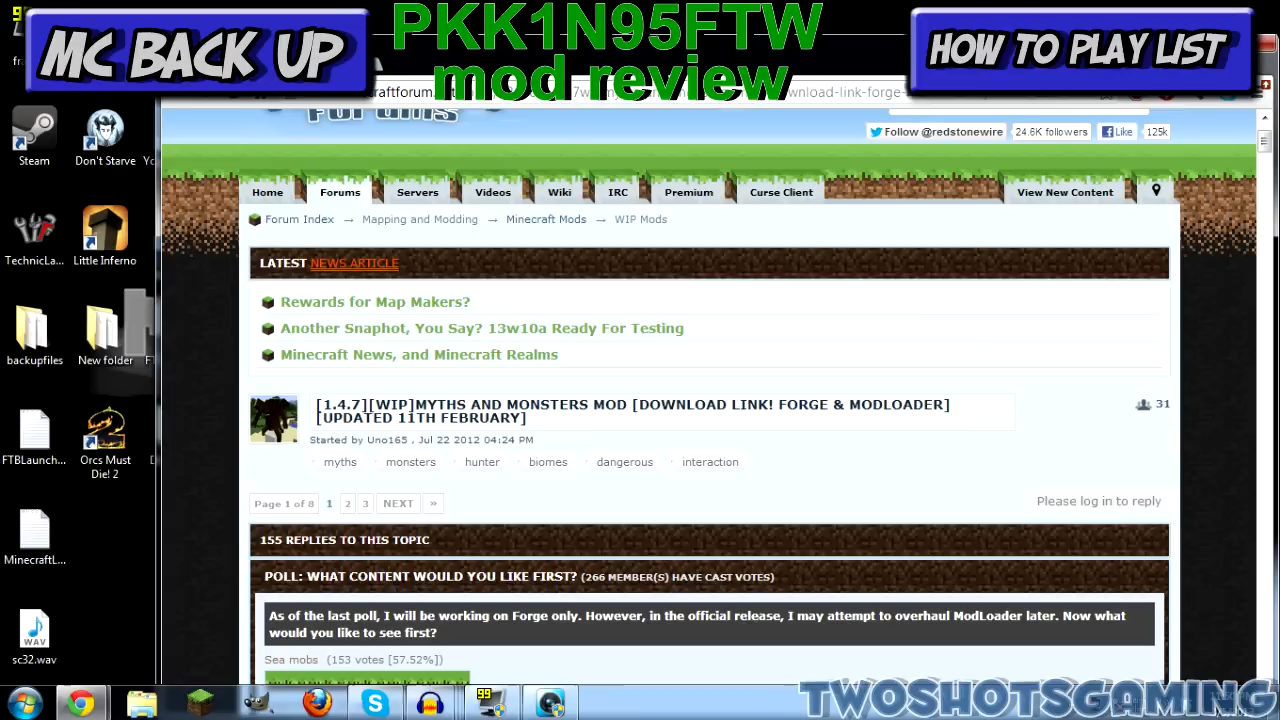 PKK1N95FTW
mod review
MC BACK UP
HOW TO PLAY LIST
99
Forums
Follow @redstonewire
24.6K followers
Like
125k
Home
Forums
Servers
Videos
Wiki
IRC
Premium
Curse Client
View New Content
Forum Index → Mapping and Modding → Minecraft Mods → WIP Mods
LATEST NEWS ARTICLE
Rewards for Map Makers?
Another Snaphot, You Say? 13w10a Ready For Testing
Minecraft News, and Minecraft Realms
[1.4.7][WIP]MYTHS AND MONSTERS MOD [DOWNLOAD LINK! FORGE & MODLOADER]
[UPDATED 11TH FEBRUARY]
31
Started by Uno165 , Jul 22 2012 04:24 PM
myths
monsters
hunter
biomes
dangerous
interaction
Page 1 of 8
1
2
3
NEXT
»
Please log in to reply
155 REPLIES TO THIS TOPIC
POLL: WHAT CONTENT WOULD YOU LIKE FIRST? (266 MEMBER(S) HAVE CAST VOTES)
As of the last poll, I will be working on Forge only. However, in the official release, I may attempt to overhaul ModLoader later. Now what
would you like to see first?
Sea mobs (153 votes [57.52%])
Steam
Don't Starve
TechnicLa...
Little Inferno
backupfiles
New folder
FTBLaunch...
Orcs Must
Die! 2
MinecraftL...
WAV
sc32.wav
99
TWOSHOTSGAMING